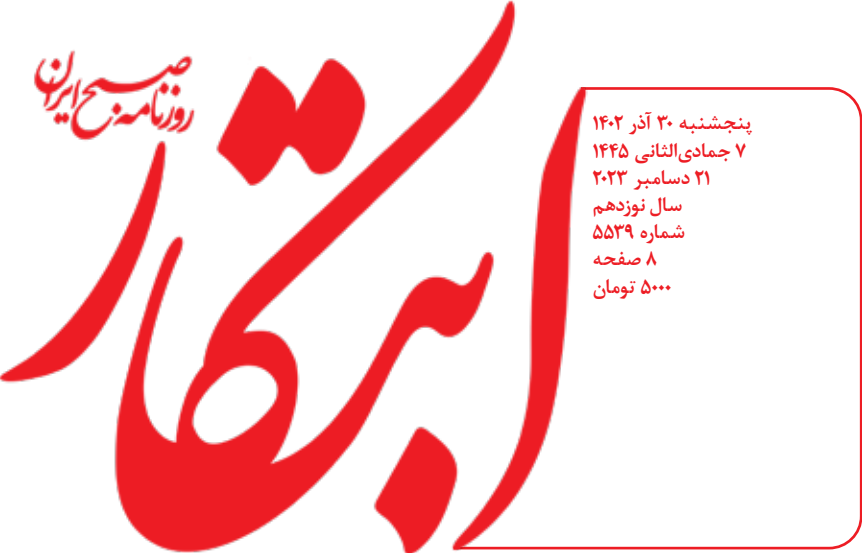 ابتکار
روزنامه صبح ایران
پنجشنبه ۳۰ آذر ۱۴۰۲
۷ جمادی‌الثانی ۱۴۴۵
۲۱ دسامبر ۲۰۲۳
سال نوزدهم
شماره ۵۵۳۹
۸ صفحه
۵۰۰۰ تومان